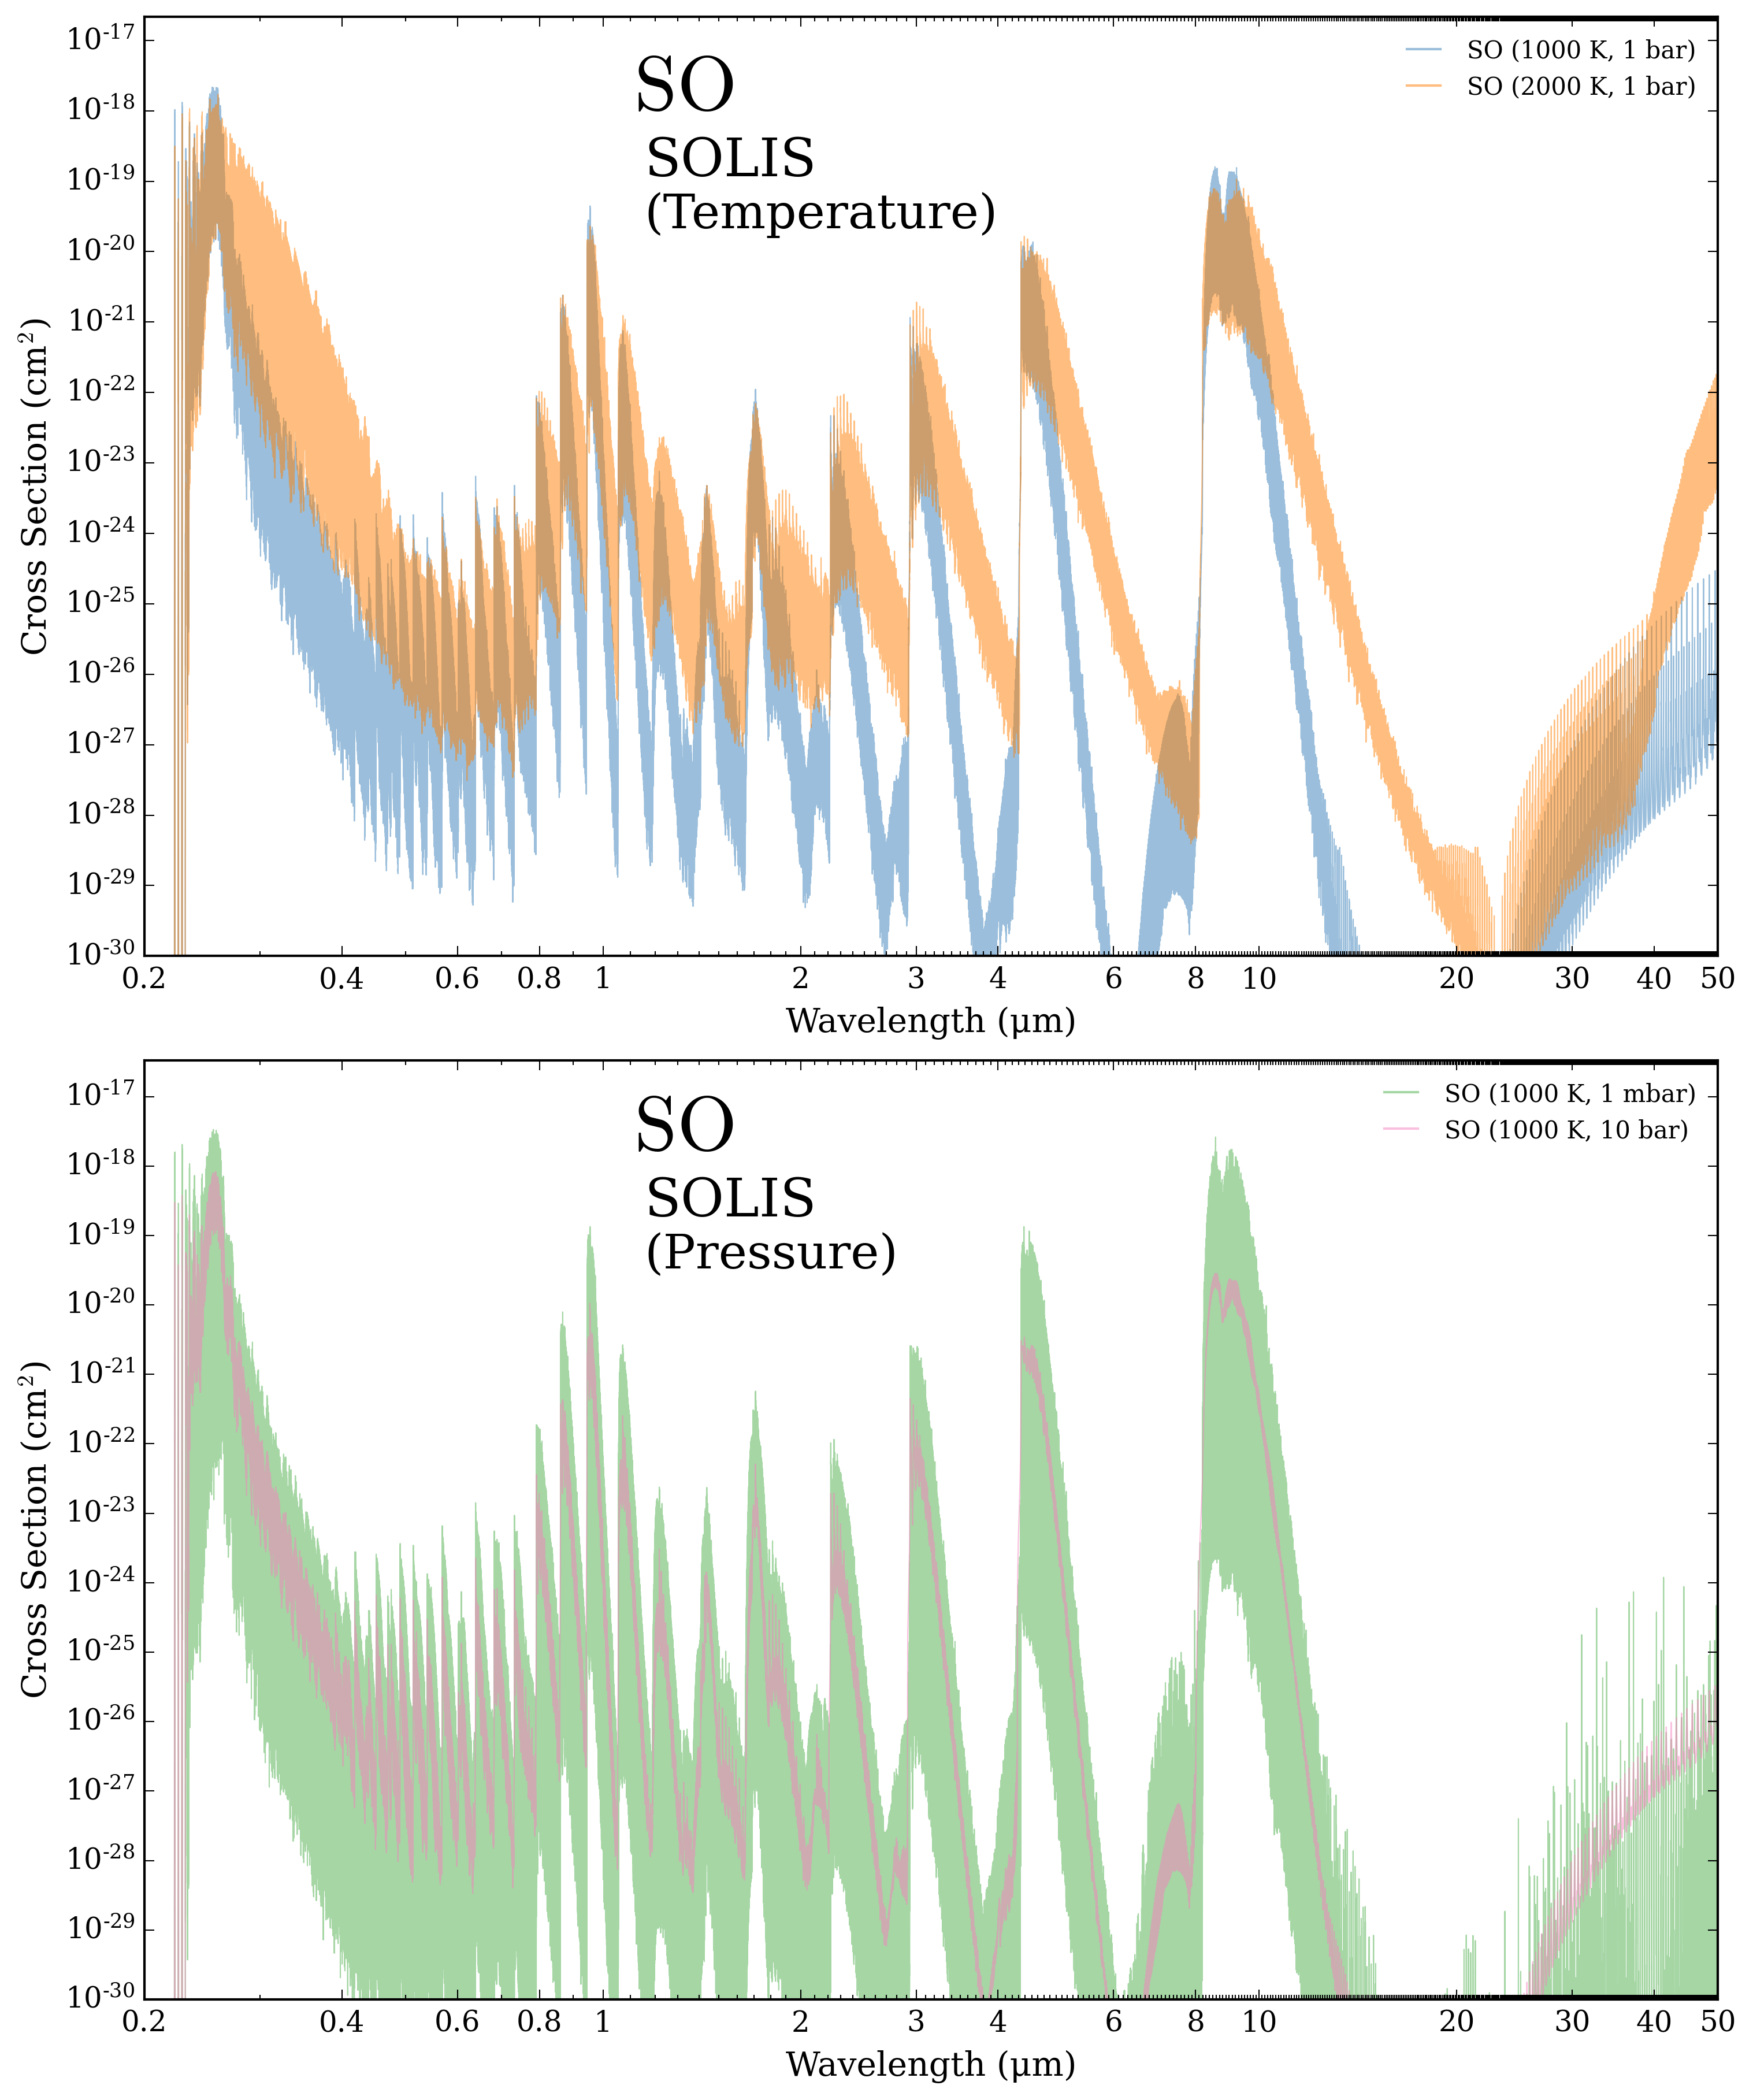 10^-17
10^-18
10^-19
10^-20
10^-21
10^-22
10^-23
10^-24
10^-25
10^-26
10^-27
10^-28
10^-29
10^-30
Cross Section (cm²)
SO
SOLIS
(Temperature)
SO (1000 K, 1 bar)
SO (2000 K, 1 bar)
0.2 0.4 0.6 0.8 1 2 3 4 6 8 10 20 30 40 50
Wavelength (μm)
10^-17
10^-18
10^-19
10^-20
10^-21
10^-22
10^-23
10^-24
10^-25
10^-26
10^-27
10^-28
10^-29
10^-30
Cross Section (cm²)
SO
SOLIS
(Pressure)
SO (1000 K, 1 mbar)
SO (1000 K, 10 bar)
0.2 0.4 0.6 0.8 1 2 3 4 6 8 10 20 30 40 50
Wavelength (μm)